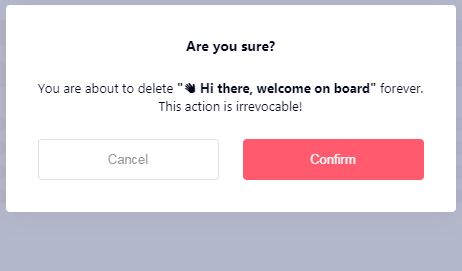 Are you sure?
You are about to delete "👋 Hi there, welcome on board" forever.
This action is irrevocable!
Cancel
Confirm